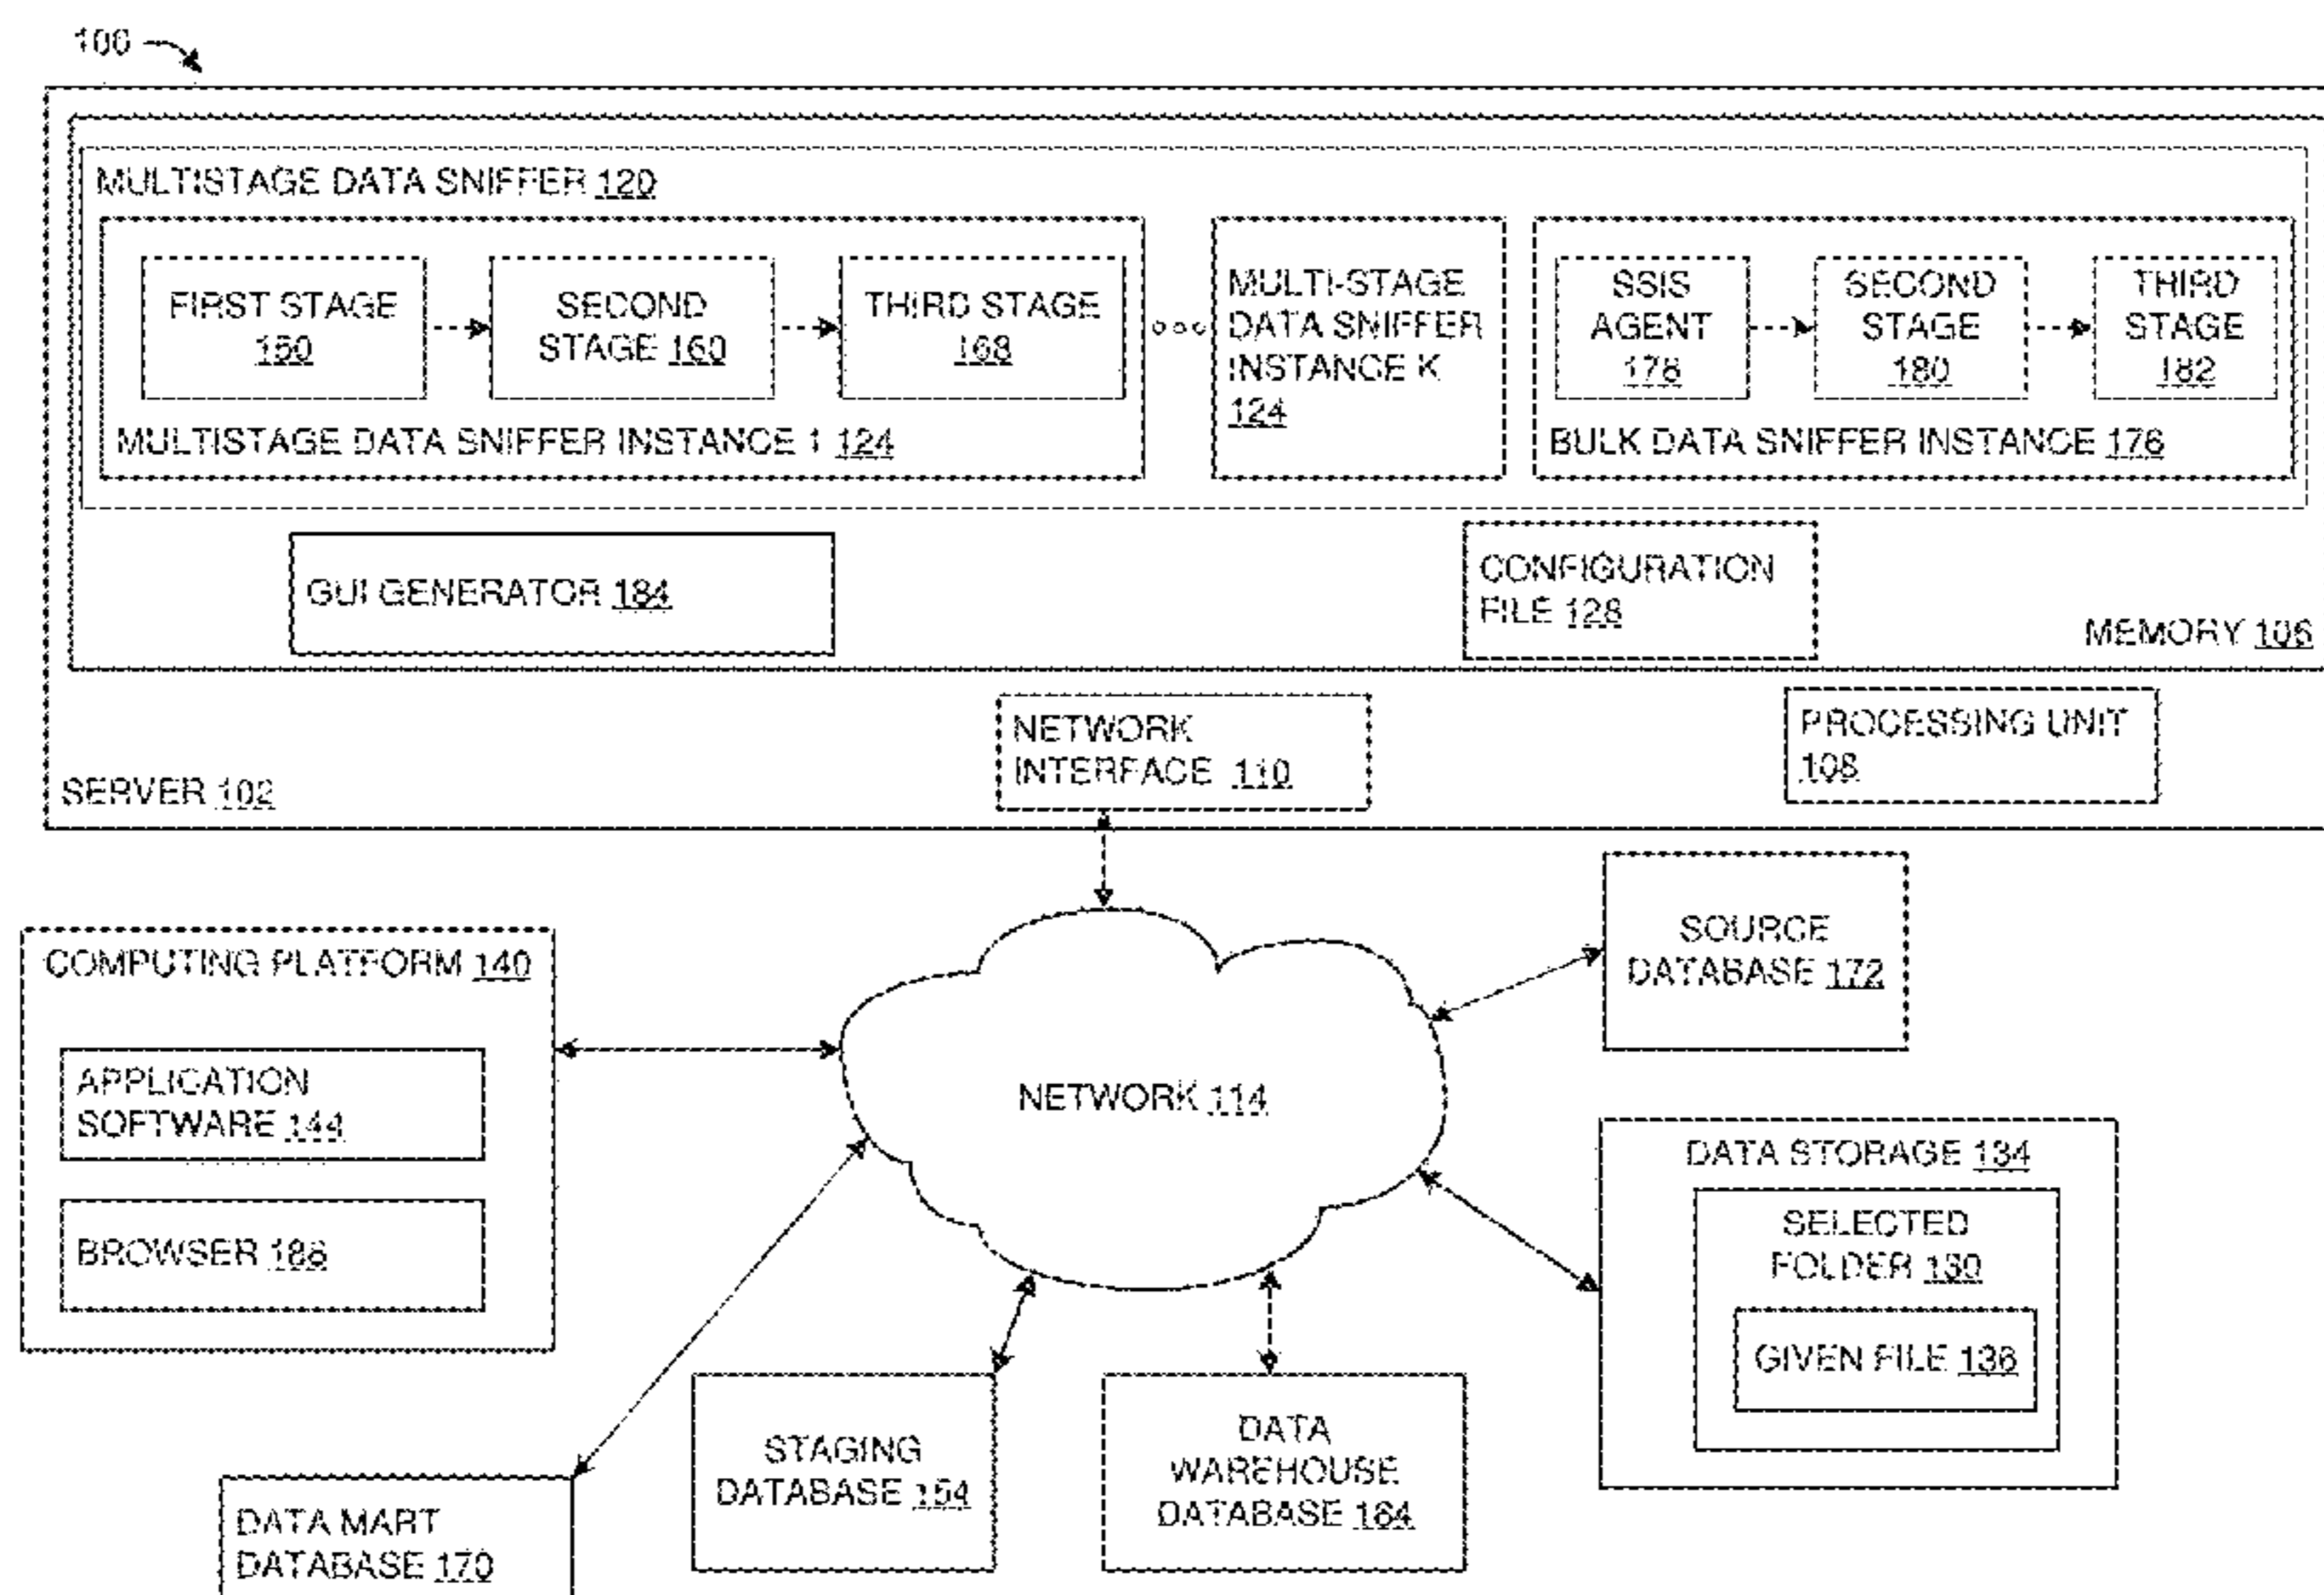 100
MULTISTAGE DATA SNIFFER 120
FIRST STAGE
150
SECOND
STAGE 160
THIRD STAGE
168
MULTISTAGE DATA SNIFFER INSTANCE 1 124
MULTI-STAGE
DATA SNIFFER
INSTANCE K
124
SSIS
AGENT
178
SECOND
STAGE
180
THIRD
STAGE
182
BULK DATA SNIFFER INSTANCE 176
GUI GENERATOR 184
CONFIGURATION
FILE 128
MEMORY 106
NETWORK
INTERFACE 110
PROCESSING UNIT
108
SERVER 102
COMPUTING PLATFORM 140
APPLICATION
SOFTWARE 144
BROWSER 186
NETWORK 114
SOURCE
DATABASE 172
DATA STORAGE 134
SELECTED
FOLDER 130
GIVEN FILE 136
STAGING
DATABASE 154
DATA
WAREHOUSE
DATABASE 164
DATA MART
DATABASE 170